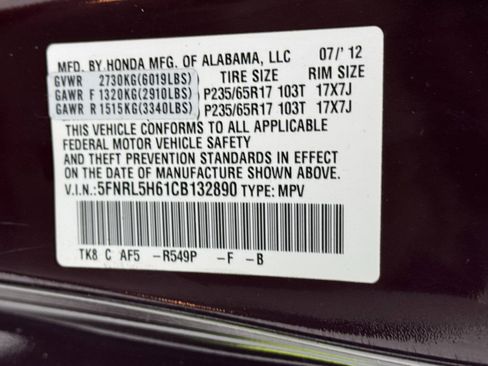 MFD. BY HONDA MFG. OF ALABAMA, LLC 07/'12
GVWR 2730KG(6019LBS) TIRE SIZE RIM SIZE
GAWR F 1320KG(2910LBS) P235/65R17 103T 17X7J
GAWR R 1515KG(3340LBS) P235/65R17 103T 17X7J
THIS VEHICLE CONFORMS TO ALL APPLICABLE
FEDERAL MOTOR VEHICLE SAFETY
AND THEFT PREVENTION STANDARDS IN EFFECT
ON THE DATE OF MANUFACTURE SHOWN ABOVE.
V.I.N.: 5FNRL5H61CB132890 TYPE: MPV
TK8 C AF5 -R549P -F -B